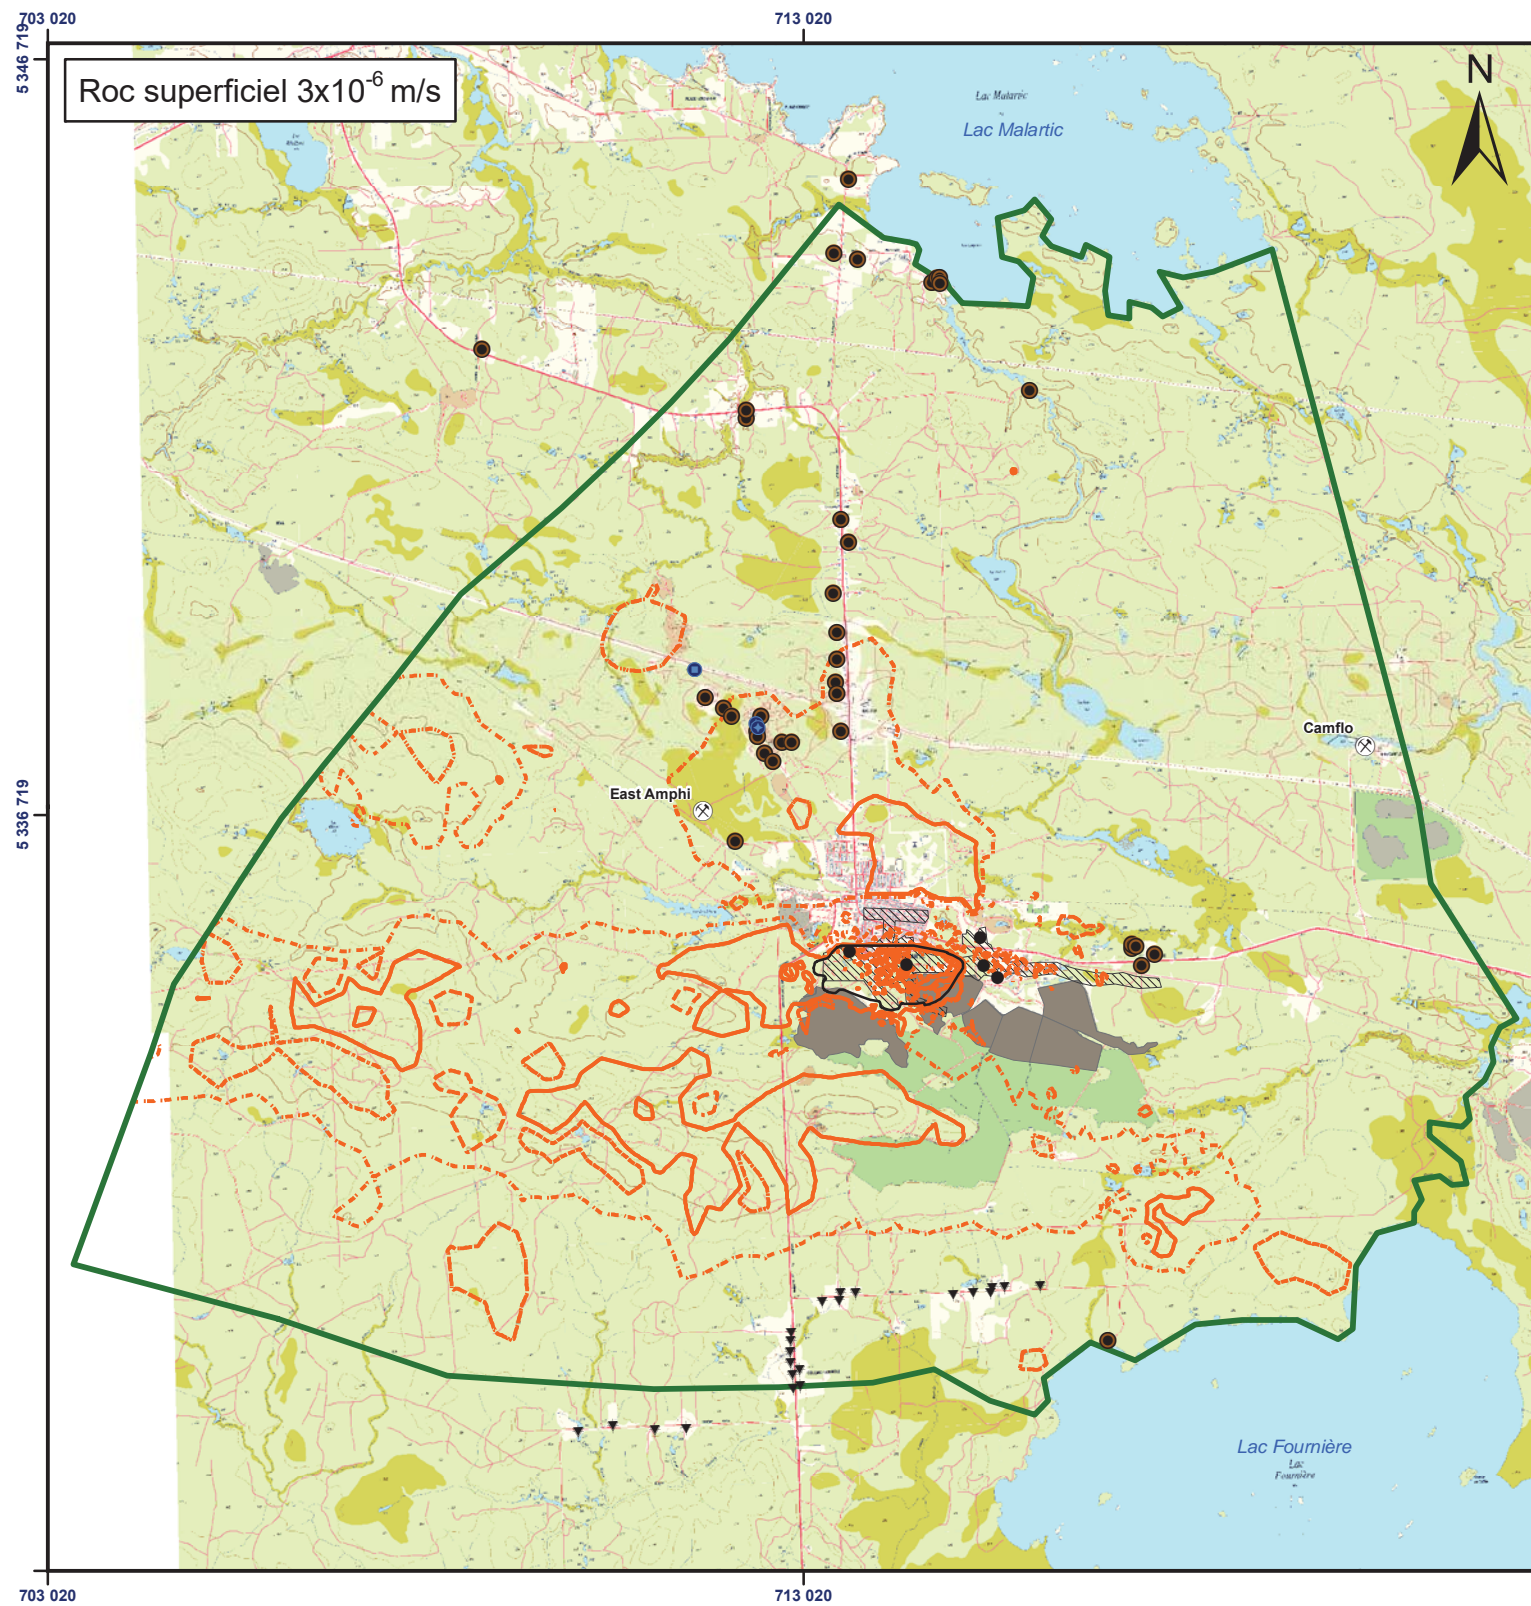 703 020
713 020
5 346 719
Roc superficiel 3x10-6 m/s
N
Lac Malartic
Lac Malartic
Camflo
East Amphi
5 336 719
Lac Fournière
Lac
Fournière
703 020
713 020